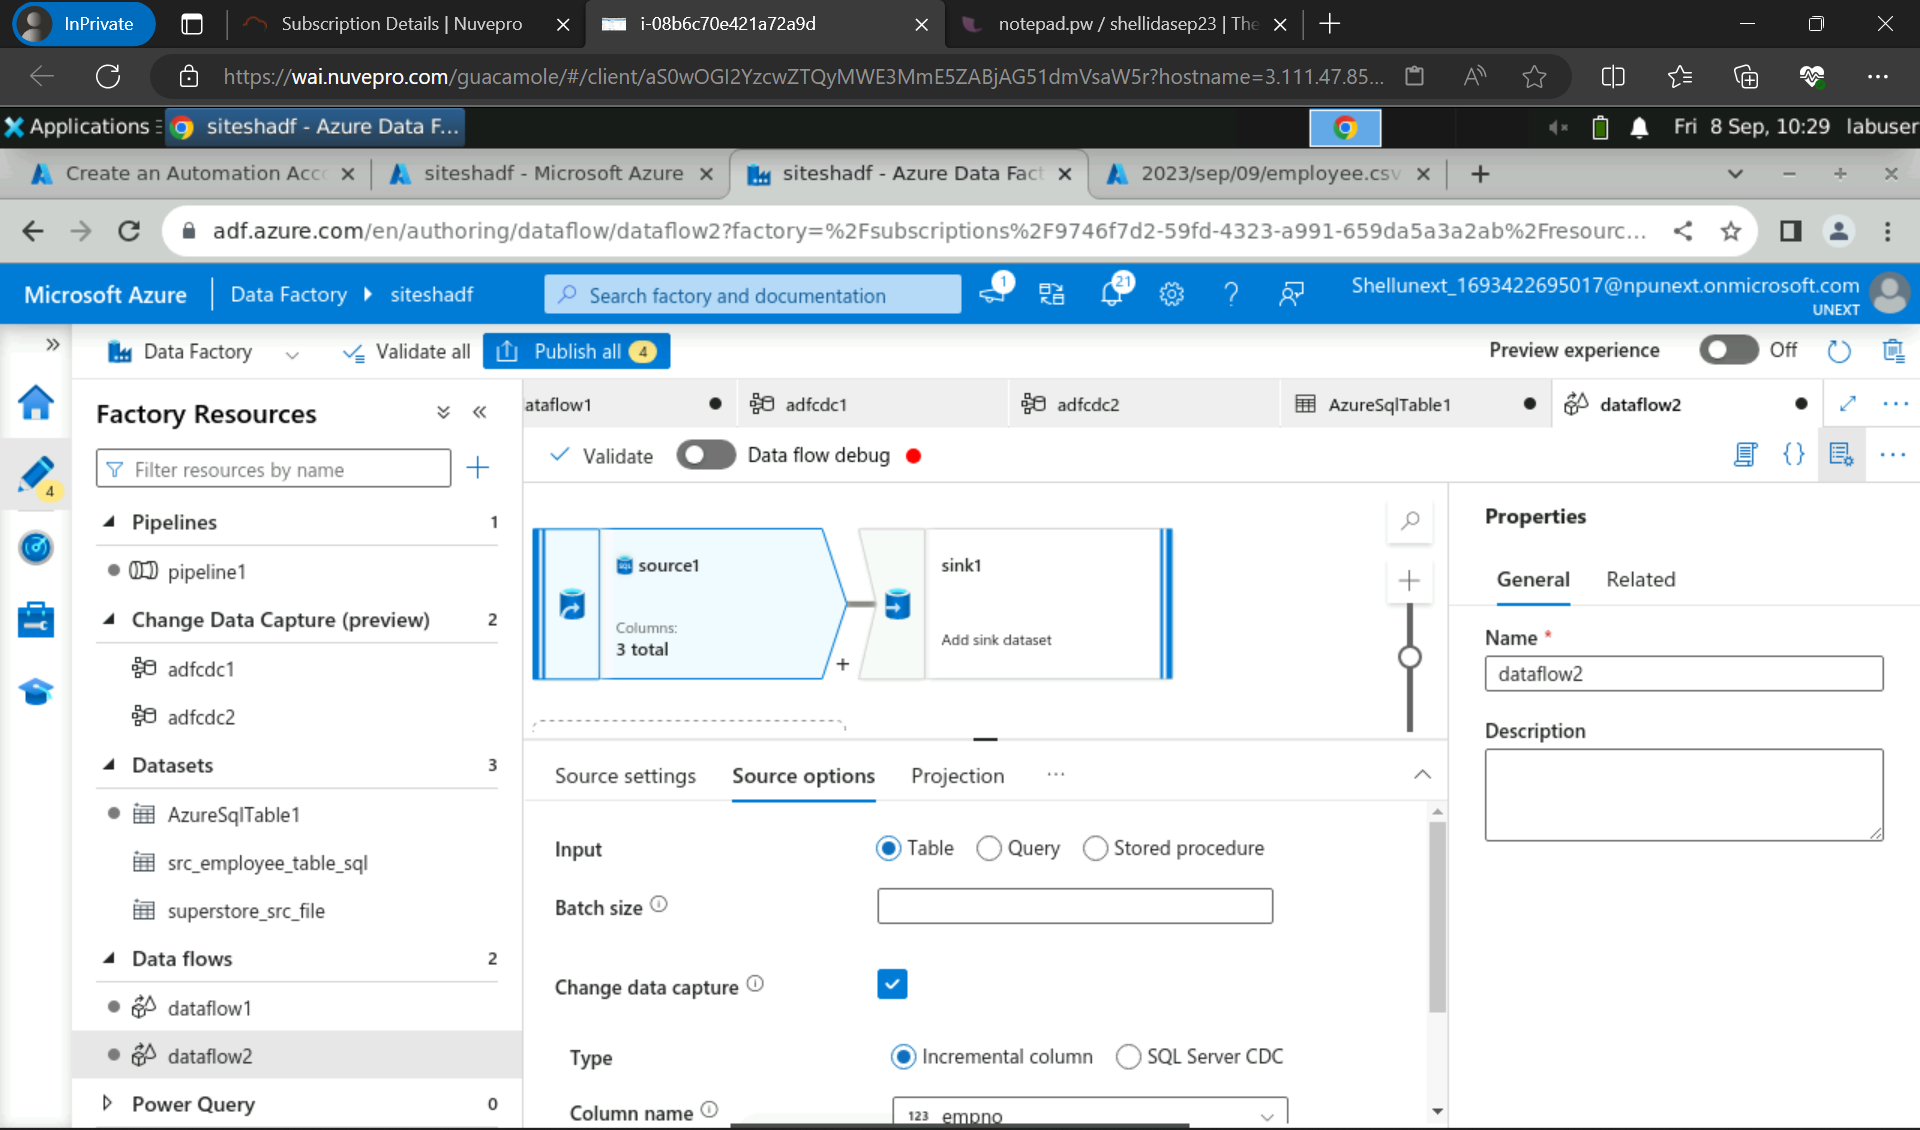 InPrivate
Subscription Details | Nuvepro
i-08b6c70e421a72a9d
notepad.pw / shellidasep23 | The
https://wai.nuvepro.com/guacamole/#/client/aS0wOGI2YzcwZTQyMWE3MmE5ZABjAG51dmVsaW5r?hostname=3.111.47.85...
Applications
siteshadf - Azure Data F...
Fri 8 Sep, 10:29 labuser
Create an Automation Acc
siteshadf - Microsoft Azure
siteshadf - Azure Data Fact
2023/sep/09/employee.csv
adf.azure.com/en/authoring/dataflow/dataflow2?factory=%2Fsubscriptions%2F9746f7d2-59fd-4323-a991-659da5a3a2ab%2Fresourc...
Microsoft Azure
Data Factory
siteshadf
Search factory and documentation
1
21
Shellunext_1693422695017@npunext.onmicrosoft.com
UNEXT
Data Factory
Validate all
Publish all 4
Preview experience
Off
Factory Resources
ataflow1
adfcdc1
adfcdc2
AzureSqlTable1
dataflow2
Filter resources by name
4
Validate
Data flow debug
Pipelines 1
pipeline1
Change Data Capture (preview) 2
adfcdc1
adfcdc2
Datasets 3
AzureSqlTable1
src_employee_table_sql
superstore_src_file
Data flows 2
dataflow1
dataflow2
Power Query 0
source1
Columns:
3 total
sink1
Add sink dataset
Source settings
Source options
Projection
Input
Table
Query
Stored procedure
Batch size
Change data capture
Type
Incremental column
SQL Server CDC
Column name
123 empno
Properties
General
Related
Name *
dataflow2
Description